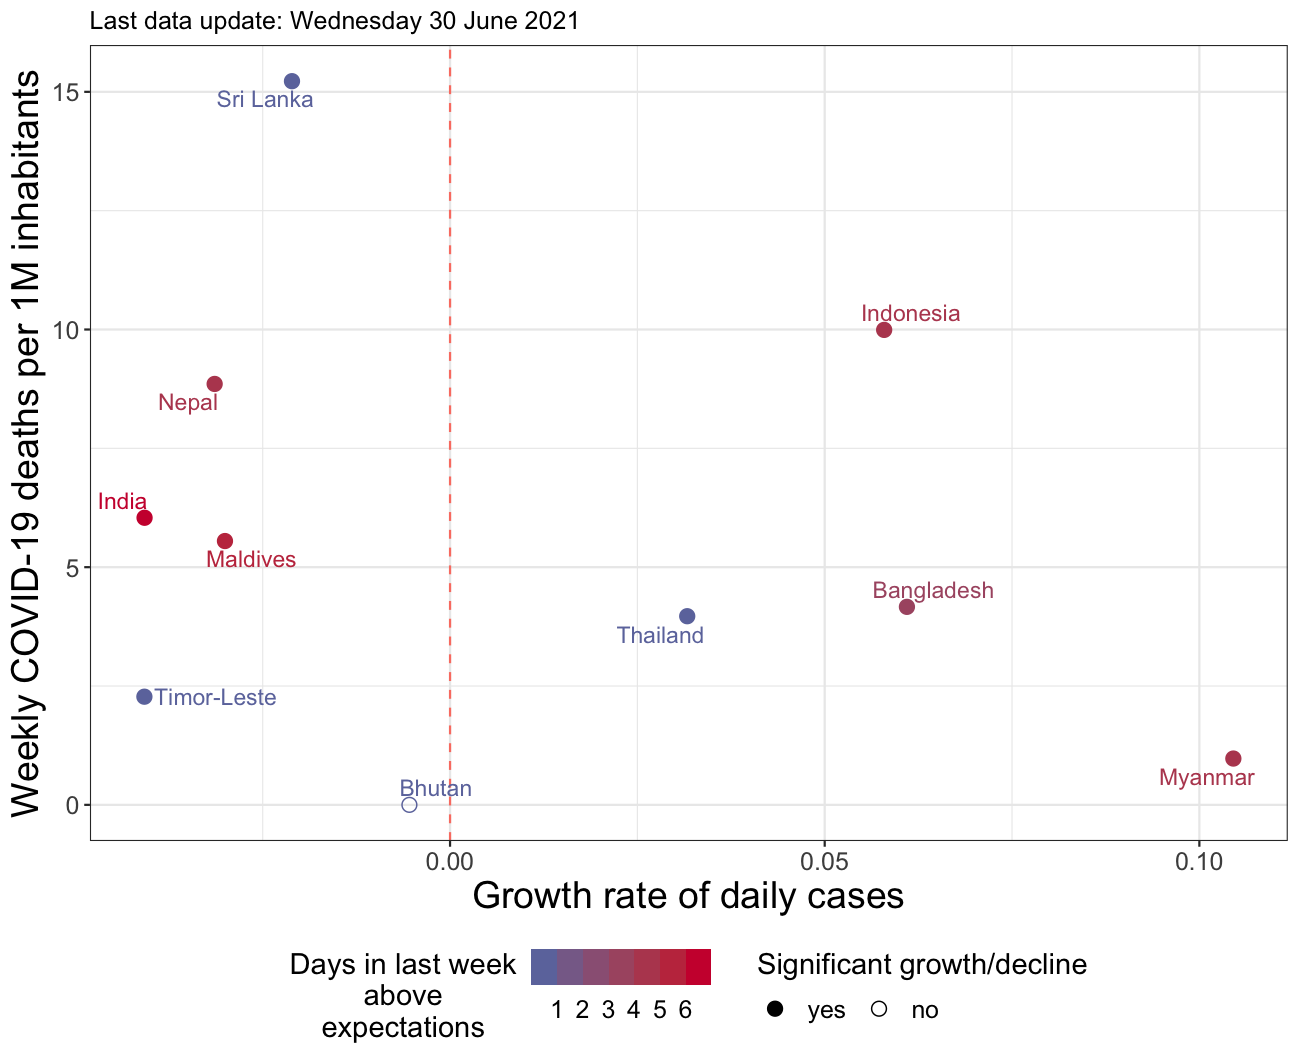 Last data update: Wednesday 30 June 2021
Weekly COVID-19 deaths per 1M inhabitants
15
10
5
0
Sri Lanka
Indonesia
Nepal
India
Maldives
Bangladesh
Thailand
Timor-Leste
Bhutan
Myanmar
0.00 0.05 0.10
Growth rate of daily cases
Days in last week
above
expectations
1 2 3 4 5 6
Significant growth/decline
yes no